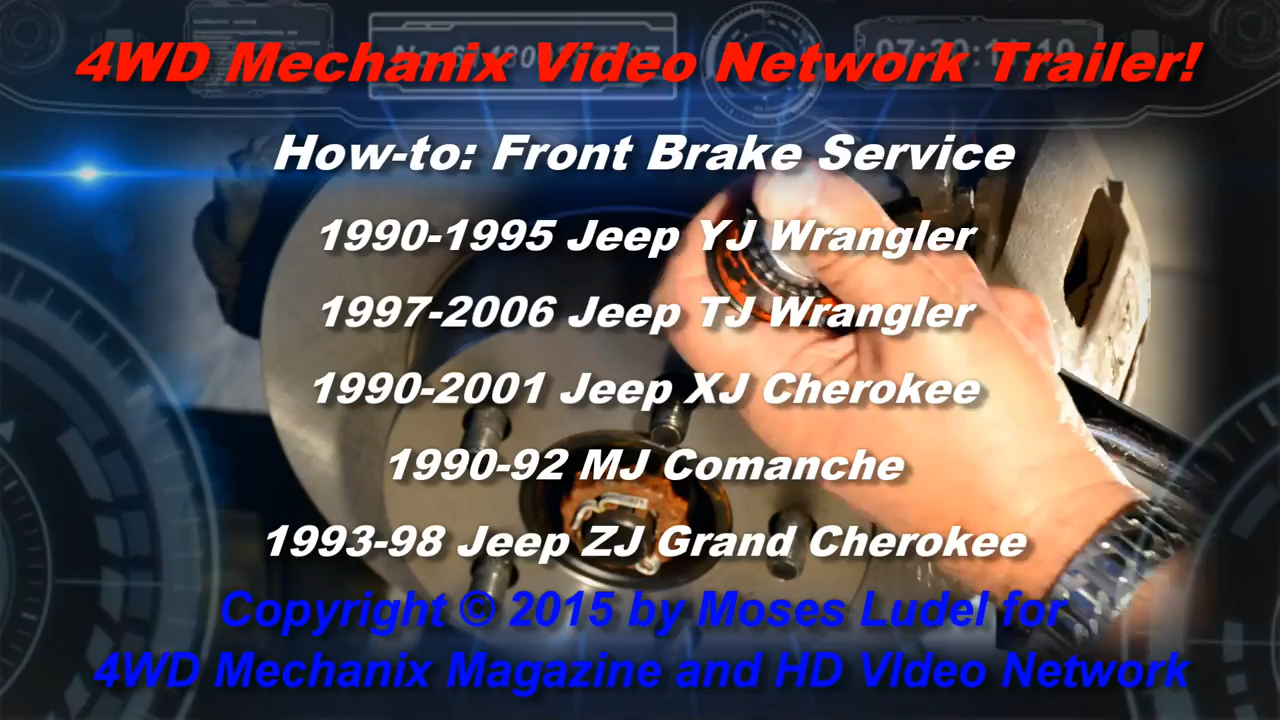 4WD Mechanix Video Network Trailer!
How-to: Front Brake Service
1990-1995 Jeep YJ Wrangler
1997-2006 Jeep TJ Wrangler
1990-2001 Jeep XJ Cherokee
1990-92 MJ Comanche
1993-98 Jeep ZJ Grand Cherokee
Copyright © 2015 by Moses Ludel for
4WD Mechanix Magazine and HD VIdeo Network